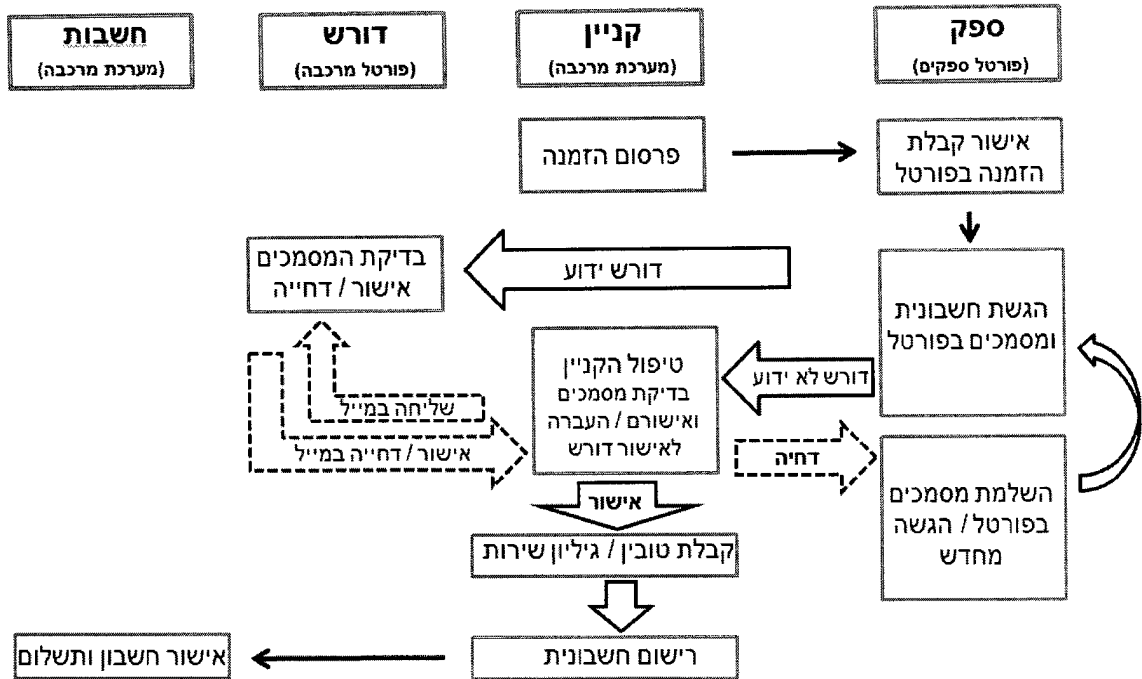 ספק
(פורטל ספקים)
קניין
(מערכת מרכבה)
דורש
(פורטל מרכבה)
חשבות
(מערכת מרכבה)
פרסום הזמנה
אישור קבלת
הזמנה בפורטל
הגשת חשבונית
ומסמכים בפורטל
דורש ידוע
בדיקת המסמכים
אישור / דחייה
דורש לא ידוע
טיפול הקניין
בדיקת מסמכים
ואישורם / העברה
לאישור דורש
שליחה במייל
אישור / דחייה במייל
דחיה
השלמת מסמכים
בפורטל / הגשה
מחדש
אישור
קבלת טובין / גיליון שירות
רישום חשבונית
אישור חשבון ותשלום